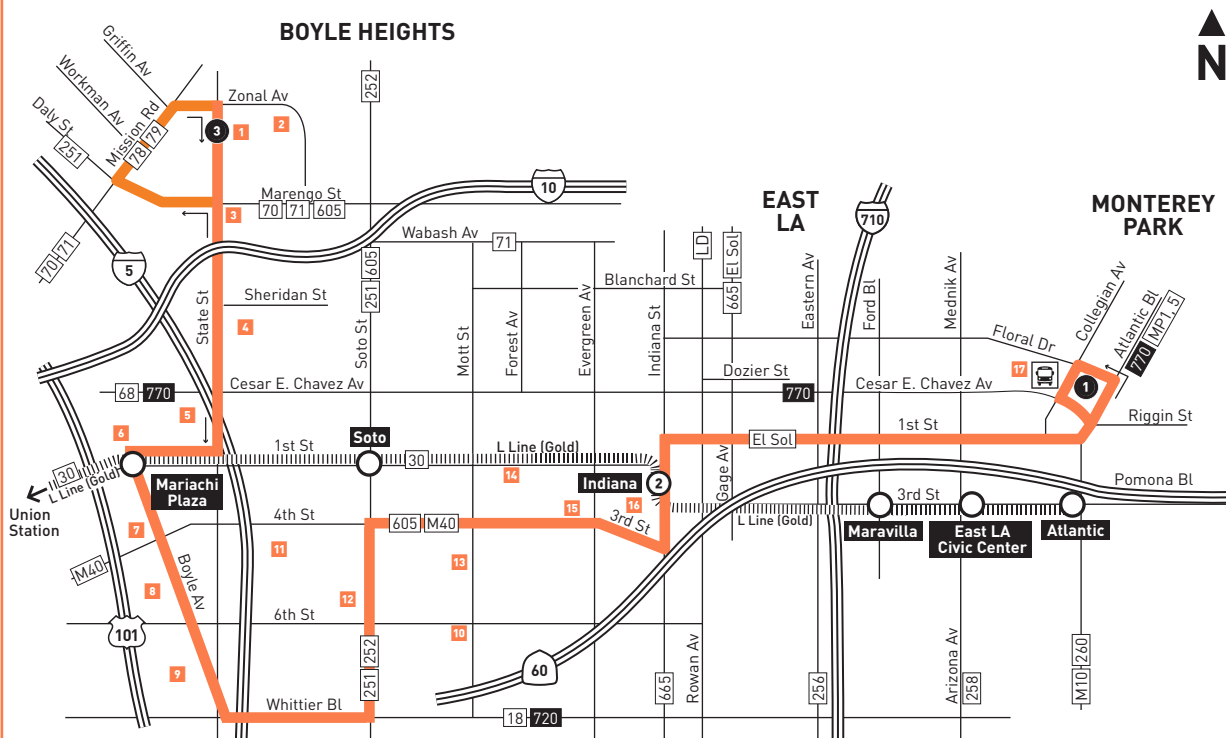 BOYLE HEIGHTS
N
Griffin Av
Workman Av
Daly St
251
Mission Rd
78 79
Zonal Av
3
1
2
252
Marengo St
70 71 605
3
70 71
10
5
Wabash Av
71
EAST
LA
710
MONTEREY
PARK
LD
665 El Sol
Blanchard St
251 605
Sheridan St
4
State St
Soto St
Mott St
Forest Av
Evergreen Av
Indiana St
Eastern Av
Ford Bl
Mednik Av
Collegian Av
Atlantic Bl
770 MP1, 5
Floral Dr
17
1
Dozier St
68 770
Cesar E. Chavez Av
770
Cesar E. Chavez Av
Riggin St
5
6
1st St
Soto
30
L Line (Gold)
14
El Sol
1st St
30
L Line (Gold)
Union
Station
Mariachi
Plaza
Indiana
2
Gage Av
Pomona Bl
3rd St
L Line (Gold)
Maravilla
East LA
Civic Center
Atlantic
7
4th St
605 M40
15
16
3rd St
M40
11
13
8
Boyle Av
12
6th St
10
101
9
251 252
60
Rowan Av
665
256
Arizona Av
258
M10 260
Whittier Bl
18 720